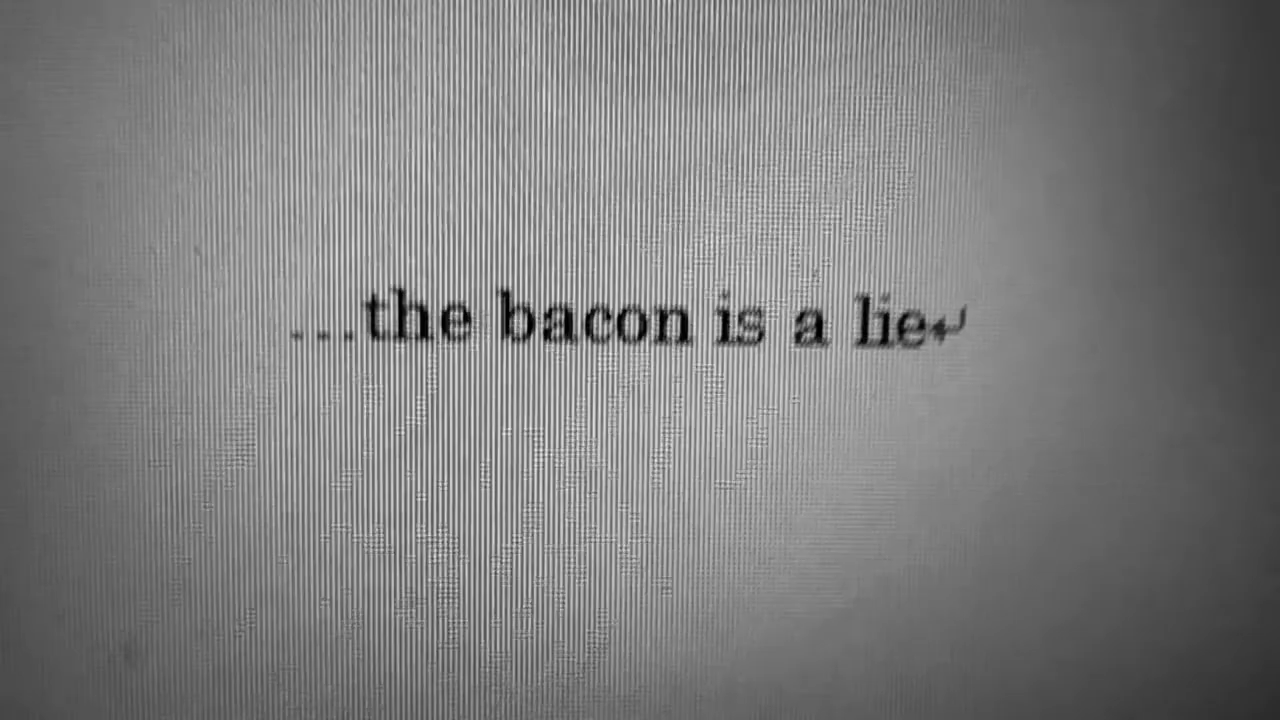 ...the bacon is a lie↵